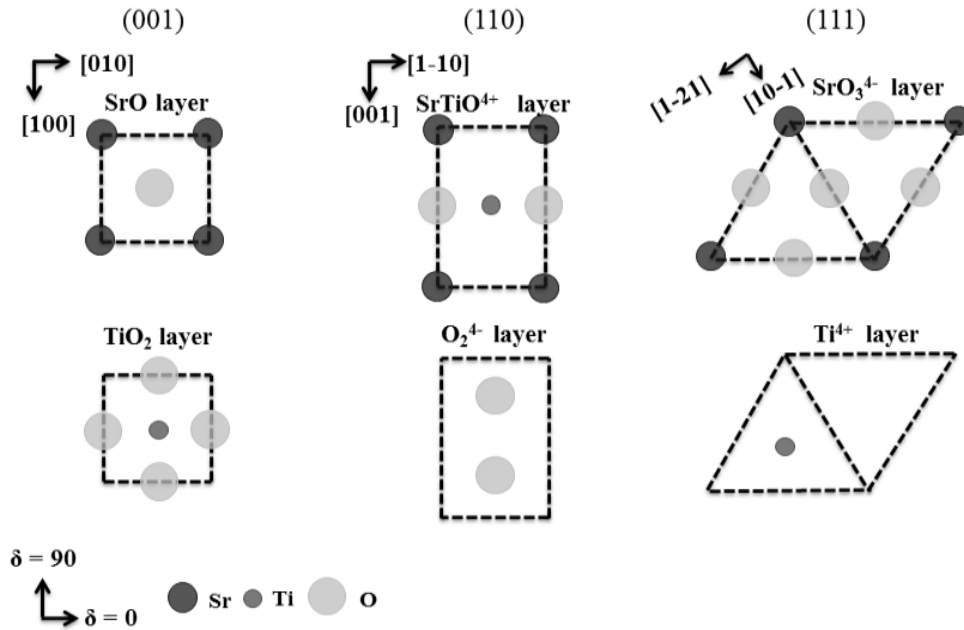 (001) (110) (111)
[010] [1-10]
[100] SrO layer
[001] SrTiO⁴⁺ layer
[1-21] [10-1]
SrO₃⁴⁻ layer
TiO₂ layer O₂⁴⁻ layer Ti⁴⁺ layer
δ = 90
δ = 0
Sr Ti O